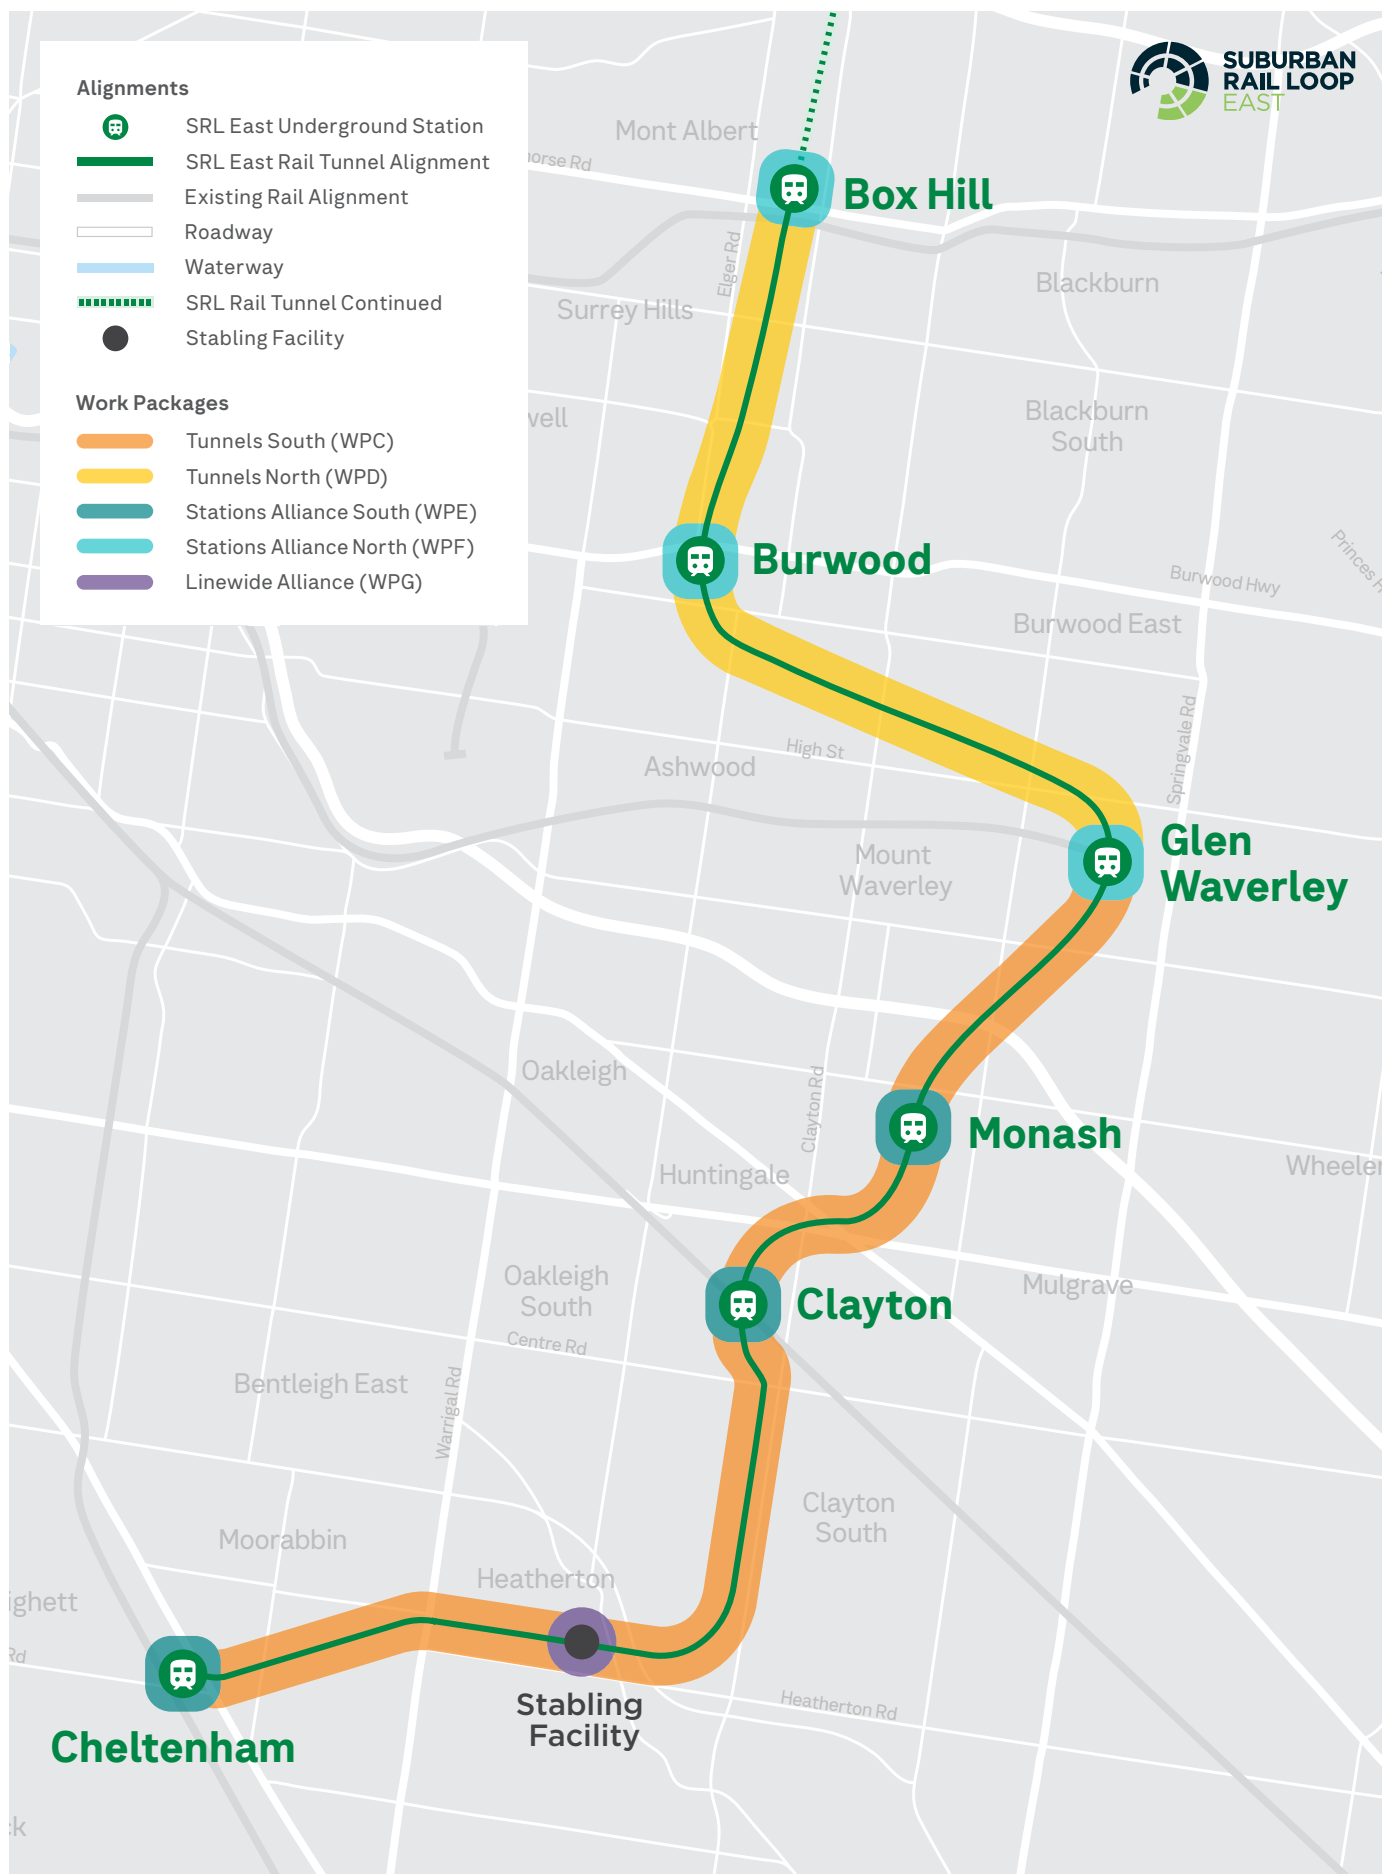 Alignments
SRL East Underground Station
SRL East Rail Tunnel Alignment
Existing Rail Alignment
Roadway
Waterway
SRL Rail Tunnel Continued
Stabling Facility
Work Packages
Tunnels South (WPC)
Tunnels North (WPD)
Stations Alliance South (WPE)
Stations Alliance North (WPF)
Linewide Alliance (WPG)
SUBURBAN
RAIL LOOP
EAST
Mont Albert
horse Rd
Box Hill
Elger Rd
Blackburn
Surrey Hills
Blackburn
South
well
Burwood
Princes
Burwood Hwy
Burwood East
Springvale Rd
High St
Ashwood
Glen
Waverley
Mount
Waverley
Oakleigh
Clayton Rd
Monash
Huntingale
Wheeler
Oakleigh
South
Clayton
Mulgrave
Centre Rd
Bentleigh East
Warrigal Rd
Clayton
South
Moorabbin
Heatherton
ighett
Rd
Stabling
Facility
Heatherton Rd
Cheltenham
ck